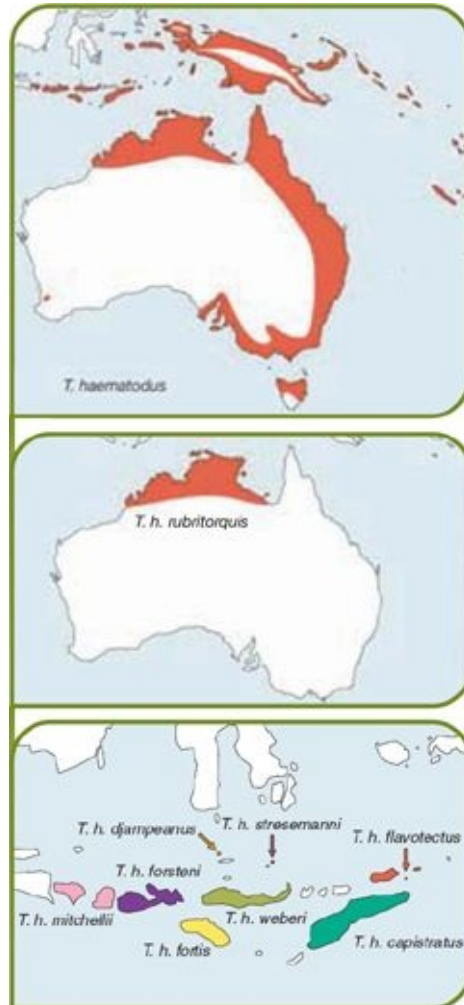 T. haematodus
T. h. rubritorquis
T. h. djampeanus
T. h. stresemanni
T. h. flavotectus
T. h. forsteni
T. h. mitchellii
T. h. weberi
T. h. fortis
T. h. capistratus